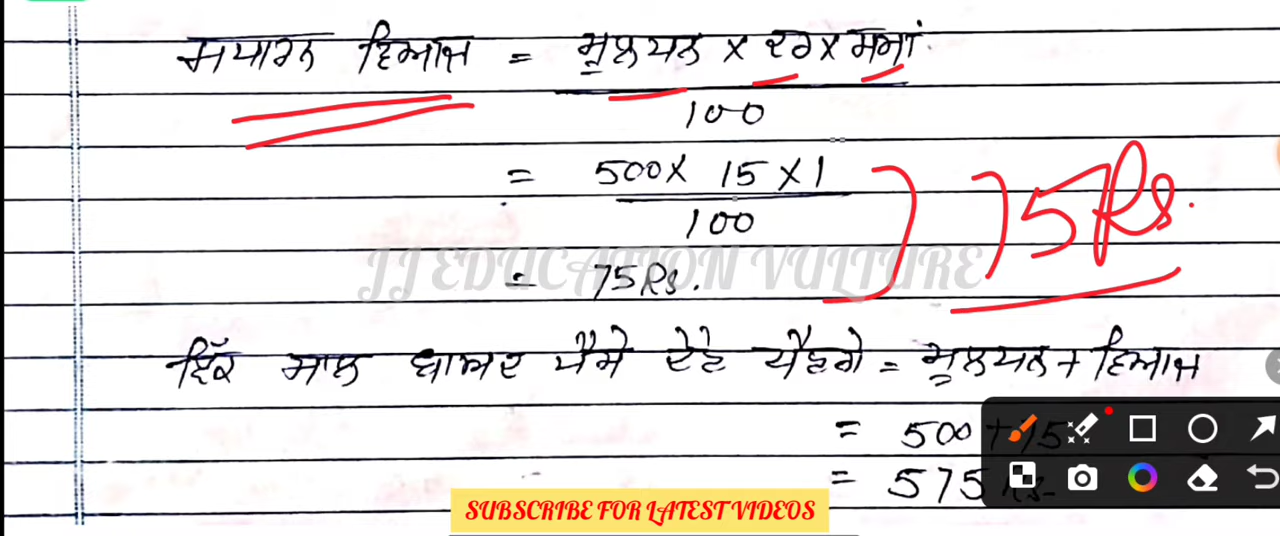 ਸਧਾਰਨ ਵਿਆਜ = ਮੂਲਧਨ × ਦਰ × ਸਮਾਂ
100
= 500 × 15 × 1
100
75 Rs.
= 75 Rs.
JJ EDUCATION VULTURE
ਇੱਕ ਸਾਲ ਬਾਅਦ ਪੈਸੇ ਦੇਣੇ ਪੈਣਗੇ = ਮੂਲਧਨ + ਵਿਆਜ
= 500 + 75
= 575 Rs.
SUBSCRIBE FOR LATEST VIDEOS